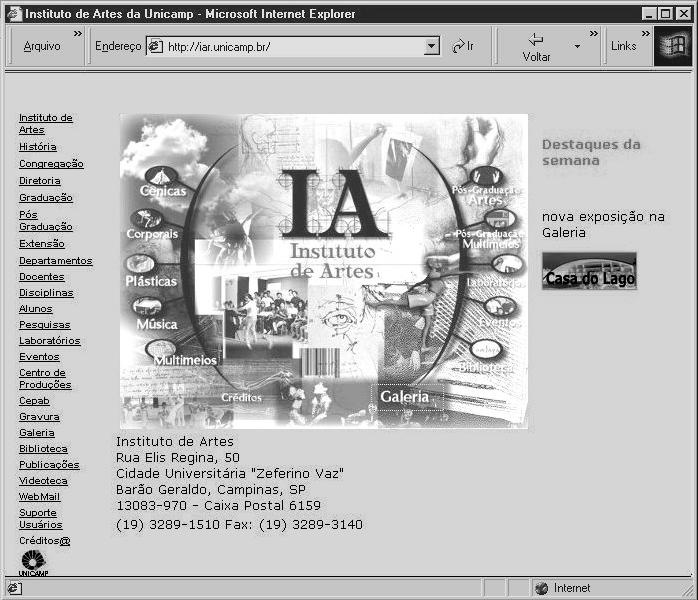 Instituto de Artes da Unicamp - Microsoft Internet Explorer
Arquivo
Endereço
http://iar.unicamp.br/
Ir
Voltar
Links
Instituto de
Artes
História
Congregação
Diretoria
Graduação
Pós
Graduação
Extensão
Departamentos
Docentes
Disciplinas
Alunos
Pesquisas
Laboratórios
Eventos
Centro de
Produções
Cepab
Gravura
Galeria
Biblioteca
Publicações
Videoteca
WebMail
Suporte
Usuários
Créditos@
UNICAMP
Cênicas
Corporais
Plásticas
Música
Multimeios
IA
Instituto
de Artes
Pós-Graduação
Artes
Pós-Graduação
Multimeios
Laboratórios
Eventos
Biblioteca
Créditos
Galeria
Destaques da
semana
nova exposição na
Galeria
Casa do Lago
Instituto de Artes
Rua Elis Regina, 50
Cidade Universitária "Zeferino Vaz"
Barão Geraldo, Campinas, SP
13083-970 - Caixa Postal 6159
(19) 3289-1510 Fax: (19) 3289-3140
Internet